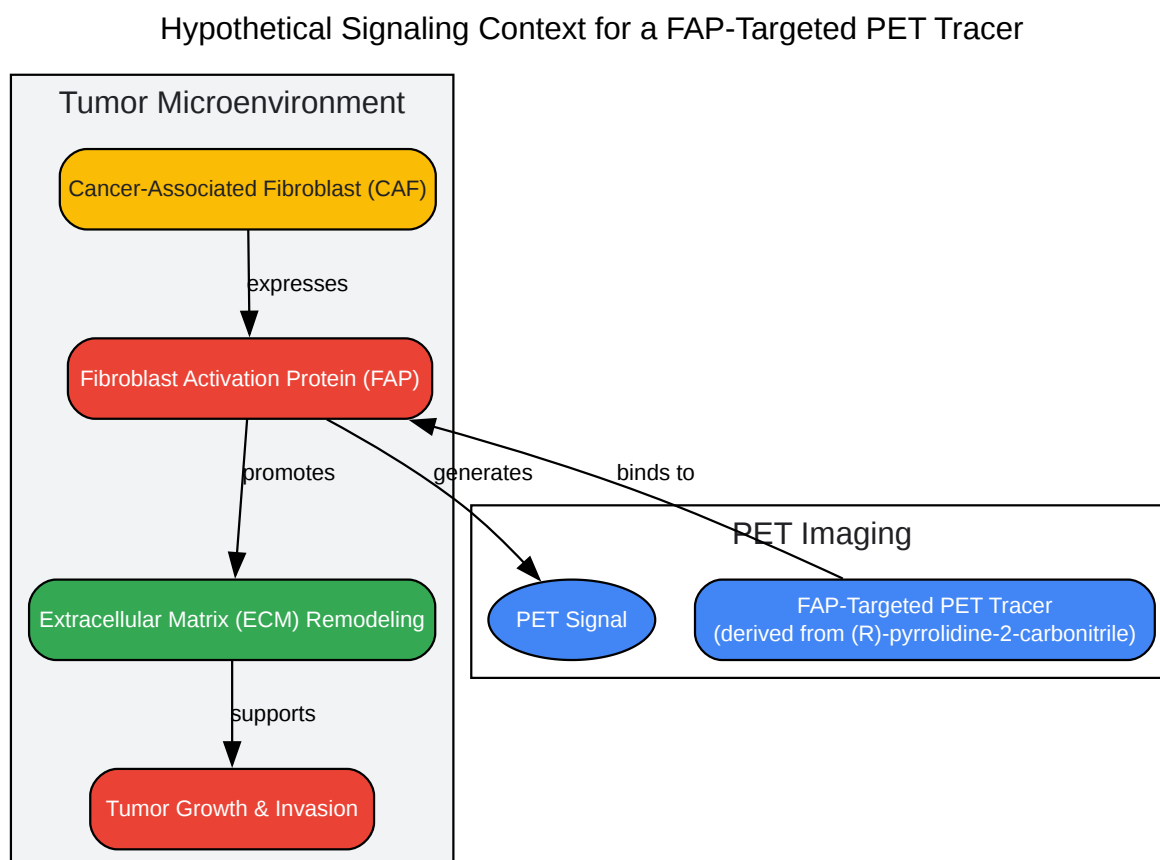 Hypothetical Signaling Context for a FAP-Targeted PET Tracer
Tumor Microenvironment
Cancer-Associated Fibroblast (CAF)
expresses
Fibroblast Activation Protein (FAP)
promotes
generates
binds to
PET Imaging
Extracellular Matrix (ECM) Remodeling
PET Signal
FAP-Targeted PET Tracer
(derived from (R)-pyrrolidine-2-carbonitrile)
supports
Tumor Growth & Invasion